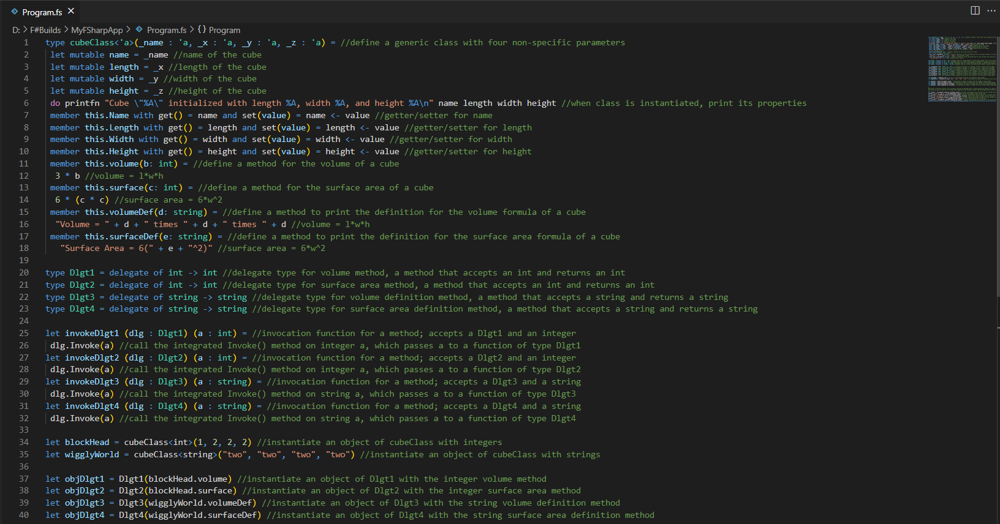 Program.fs
D: > F#Builds > MyFSharpApp > Program.fs > {} Program
1 type cubeClass<'a>(_name : 'a, _x : 'a, _y : 'a, _z : 'a) = //define a generic class with four non-specific parameters
2 let mutable name = _name //name of the cube
3 let mutable length = _x //length of the cube
4 let mutable width = _y //width of the cube
5 let mutable height = _z //height of the cube
6 do printfn "Cube \"%A\" initialized with length %A, width %A, and height %A\n" name length width height //when class is instantiated, print its properties
7 member this.Name with get() = name and set(value) = name <- value //getter/setter for name
8 member this.Length with get() = length and set(value) = length <- value //getter/setter for length
9 member this.Width with get() = width and set(value) = width <- value //getter/setter for width
10 member this.Height with get() = height and set(value) = height <- value //getter/setter for height
11 member this.volume(b: int) = //define a method for the volume of a cube
12 3 * b //volume = l*w*h
13 member this.surface(c: int) = //define a method for the surface area of a cube
14 6 * (c * c) //surface area = 6*w^2
15 member this.volumeDef(d: string) = //define a method to print the definition for the volume formula of a cube
16 "Volume = " + d + " times " + d + " times " + d //volume = l*w*h
17 member this.surfaceDef(e: string) = //define a method to print the definition for the surface area formula of a cube
18 "Surface Area = 6(" + e + "^2)" //surface area = 6*w^2
19
20 type Dlgt1 = delegate of int -> int //delegate type for volume method, a method that accepts an int and returns an int
21 type Dlgt2 = delegate of int -> int //delegate type for surface area method, a method that accepts an int and returns an int
22 type Dlgt3 = delegate of string -> string //delegate type for volume definition method, a method that accepts a string and returns a string
23 type Dlgt4 = delegate of string -> string //delegate type for surface area definition method, a method that accepts a string and returns a string
24
25 let invokeDlgt1 (dlg : Dlgt1) (a : int) = //invocation function for a method; accepts a Dlgt1 and an integer
26 dlg.Invoke(a) //call the integrated Invoke() method on integer a, which passes a to a function of type Dlgt1
27 let invokeDlgt2 (dlg : Dlgt2) (a : int) = //invocation function for a method; accepts a Dlgt2 and an integer
28 dlg.Invoke(a) //call the integrated Invoke() method on integer a, which passes a to a function of type Dlgt2
29 let invokeDlgt3 (dlg : Dlgt3) (a : string) = //invocation function for a method; accepts a Dlgt3 and a string
30 dlg.Invoke(a) //call the integrated Invoke() method on string a, which passes a to a function of type Dlgt3
31 let invokeDlgt4 (dlg : Dlgt4) (a : string) = //invocation function for a method; accepts a Dlgt4 and a string
32 dlg.Invoke(a) //call the integrated Invoke() method on string a, which passes a to a function of type Dlgt4
33
34 let blockHead = cubeClass<int>(1, 2, 2, 2) //instantiate an object of cubeClass with integers
35 let wigglyWorld = cubeClass<string>("two", "two", "two", "two") //instantiate an object of cubeClass with strings
36
37 let objDlgt1 = Dlgt1(blockHead.volume) //instantiate an object of Dlgt1 with the integer volume method
38 let objDlgt2 = Dlgt2(blockHead.surface) //instantiate an object of Dlgt2 with the integer surface area method
39 let objDlgt3 = Dlgt3(wigglyWorld.volumeDef) //instantiate an object of Dlgt3 with the string volume definition method
40 let objDlgt4 = Dlgt4(wigglyWorld.surfaceDef) //instantiate an object of Dlgt4 with the string surface area definition method